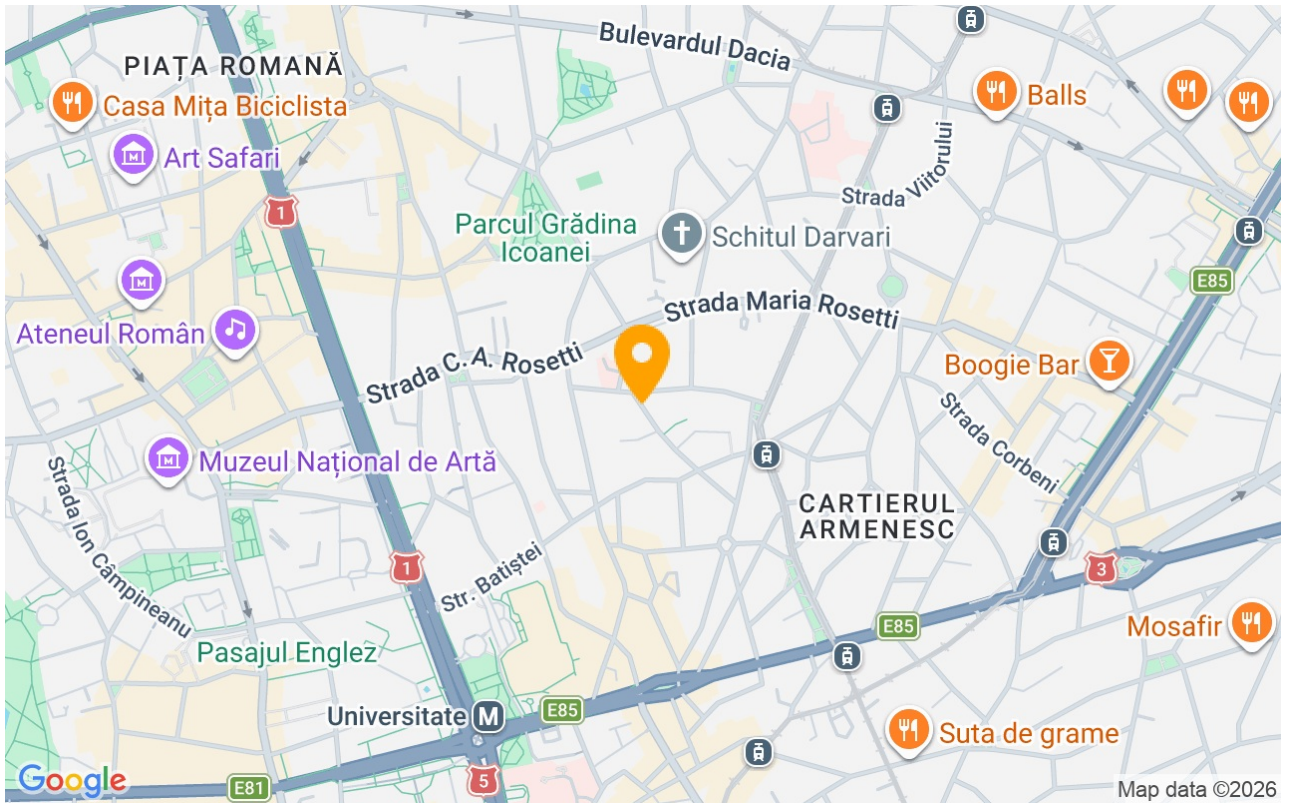 Bulevardul Dacia
PIAȚA ROMANĂ
Casa Mița Biciclista
Balls
Art Safari
Strada Viitorului
1
Parcul Grădina
Icoanei
Schitul Darvari
E85
Strada Maria Rosetti
Ateneul Român
Strada C. A. Rosetti
Boogie Bar
Strada Corbeni
Muzeul Național de Artă
Strada Ion Câmpineanu
CARTIERUL
ARMENESC
1
3
Str. Batiștei
E85
Mosafir
Pasajul Englez
Universitate M
E85
Suta de grame
Google
E81
5
Map data ©2026